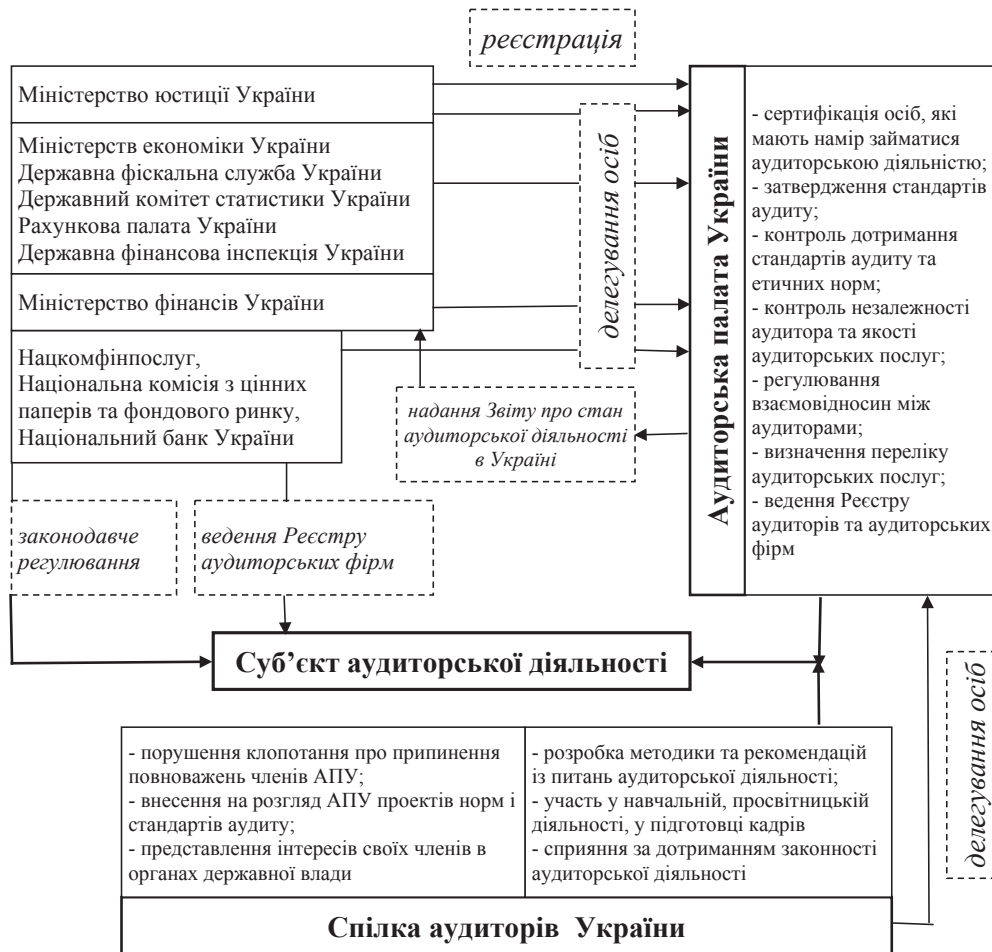 реєстрація
Міністерство юстиції України
Міністерств економіки України
Державна фіскальна служба України
Державний комітет статистики України
Рахункова палата України
Державна фінансова інспекція України
Міністерство фінансів України
Нацкомфінпослуг,
Національна комісія з цінних
паперів та фондового ринку,
Національний банк України
делегування осіб
надання Звіту про стан
аудиторської діяльності
в Україні
Аудиторська палата України
- сертифікація осіб, які
мають намір займатися
аудиторською діяльністю;
- затвердження стандартів
аудиту;
- контроль дотримання
стандартів аудиту та
етичних норм;
- контроль незалежності
аудитора та якості
аудиторських послуг;
- регулювання
взаємовідносин між
аудиторами;
- визначення переліку
аудиторських послуг;
- ведення Реєстру
аудиторів та аудиторських
фірм
законодавче
регулювання
ведення Реєстру
аудиторських фірм
Суб’єкт аудиторської діяльності
делегування осіб
- порушення клопотання про припинення
повноважень членів АПУ;
- внесення на розгляд АПУ проектів норм і
стандартів аудиту;
- представлення інтересів своїх членів в
органах державної влади
- розробка методики та рекомендацій
із питань аудиторської діяльності;
- участь у навчальній, просвітницькій
діяльності, у підготовці кадрів
- сприяння за дотриманням законності
аудиторської діяльності
Спілка аудиторів України